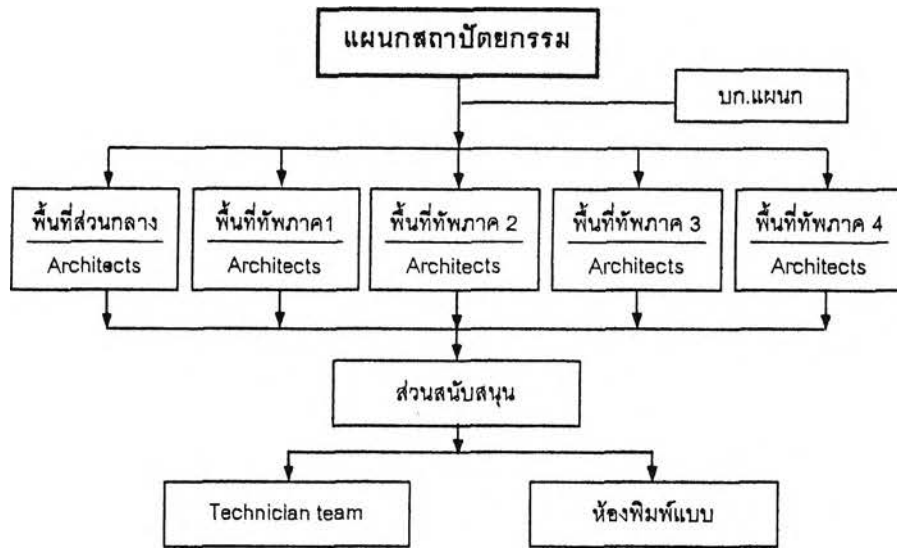 แผนกสถาปัตยกรรม
บก.แผนก
พื้นที่ส่วนกลาง
Architects
พื้นที่ทัพภาค1
Architects
พื้นที่ทัพภาค 2
Architects
พื้นที่ทัพภาค 3
Architects
พื้นที่ทัพภาค 4
Architects
ส่วนสนับสนุน
Technician team
ห้องพิมพ์แบบ